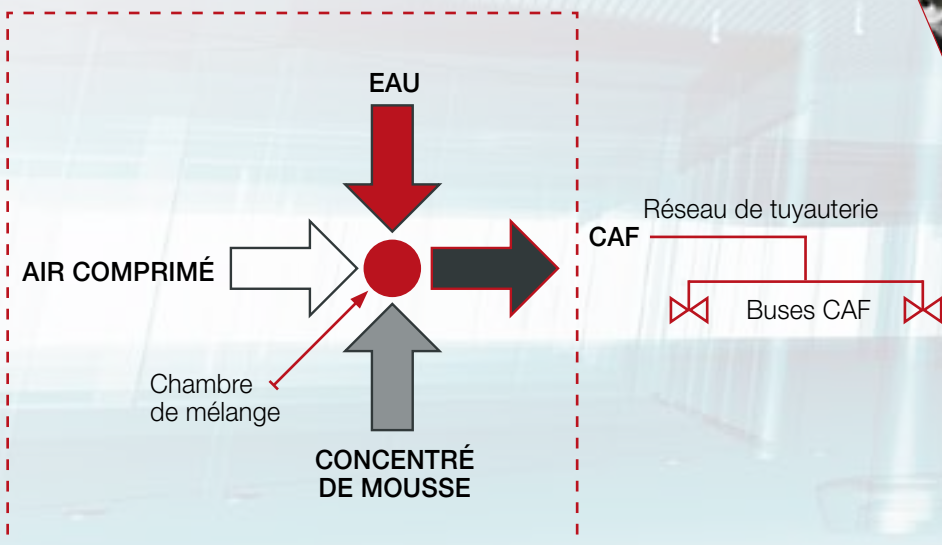 EAU
AIR COMPRIMÉ
Chambre
de mélange
CONCENTRÉ
DE MOUSSE
Réseau de tuyauterie
CAF
Buses CAF